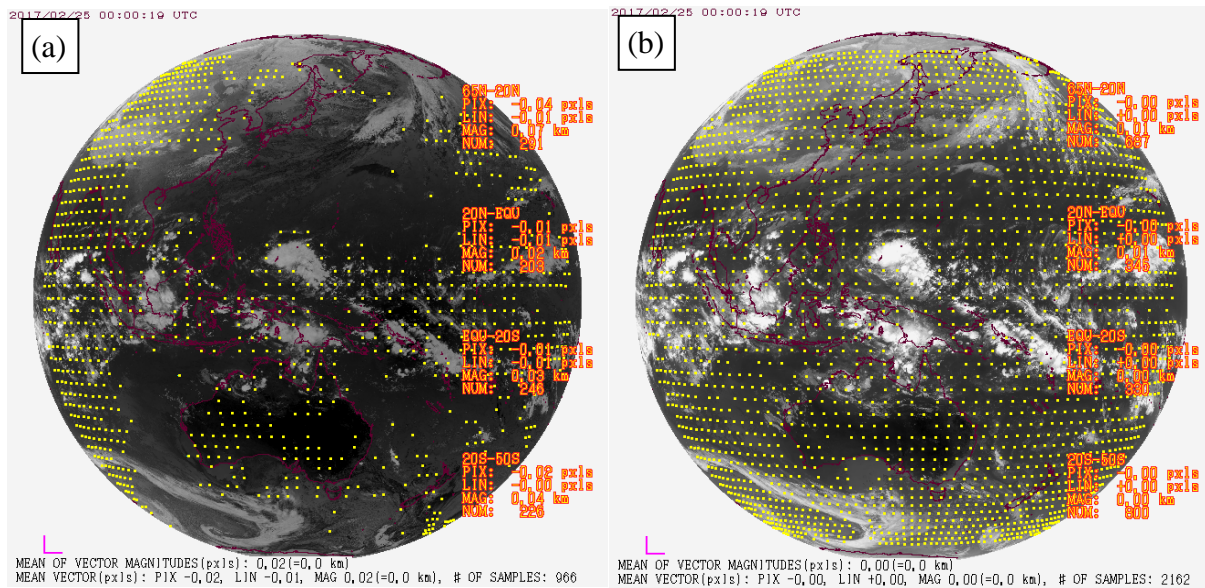 2017/02/25 00:00:19 UTC
(a)
65N-20N
PIX: -0.04 pxls
LIN: -0.01 pxls
MAG: 0.07 km
NUM: 291
20N-EQU
PIX: -0.01 pxls
LIN: -0.01 pxls
MAG: 0.02 km
NUM: 203
EQU-20S
PIX: -0.01 pxls
LIN: -0.01 pxls
MAG: 0.03 km
NUM: 246
20S-50S
PIX: -0.02 pxls
LIN: -0.00 pxls
MAG: 0.04 km
NUM: 226
MEAN OF VECTOR MAGNITUDES(pxls): 0.02(=0.0 km)
MEAN VECTOR(pxls): PIX -0.02, LIN -0.01, MAG 0.02(=0.0 km), # OF SAMPLES: 966
2017/02/25 00:00:19 UTC
(b)
65N-20N
PIX: -0.00 pxls
LIN: +0.00 pxls
MAG: 0.01 km
NUM: 687
20N-EQU
PIX: -0.00 pxls
LIN: +0.00 pxls
MAG: 0.01 km
NUM: 345
EQU-20S
PIX: -0.00 pxls
LIN: +0.00 pxls
MAG: 0.00 km
NUM: 330
20S-50S
PIX: -0.00 pxls
LIN: +0.00 pxls
MAG: 0.00 km
NUM: 800
MEAN OF VECTOR MAGNITUDES(pxls): 0.00(=0.0 km)
MEAN VECTOR(pxls): PIX -0.00, LIN +0.00, MAG 0.00(=0.0 km), # OF SAMPLES: 2162